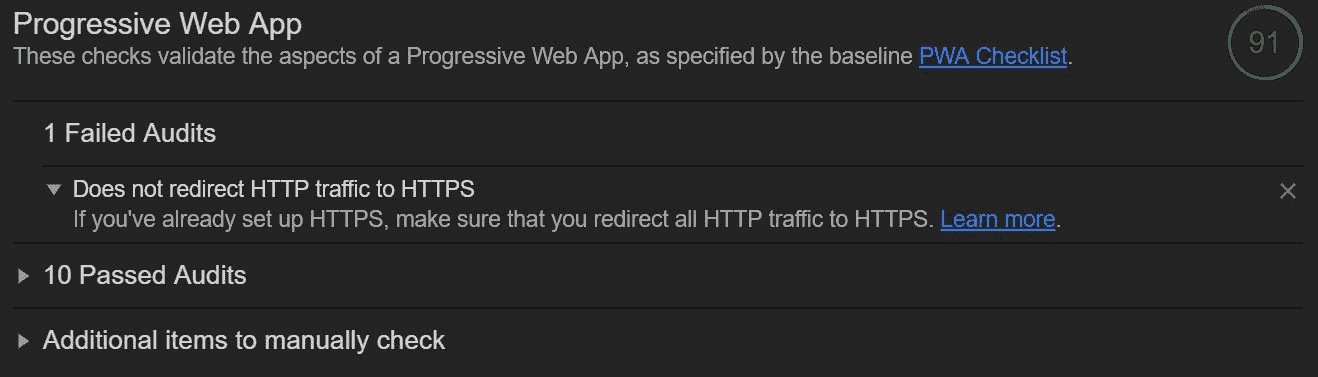 Progressive Web App
91
These checks validate the aspects of a Progressive Web App, as specified by the baseline PWA Checklist.
1 Failed Audits
Does not redirect HTTP traffic to HTTPS
If you've already set up HTTPS, make sure that you redirect all HTTP traffic to HTTPS. Learn more.
10 Passed Audits
Additional items to manually check